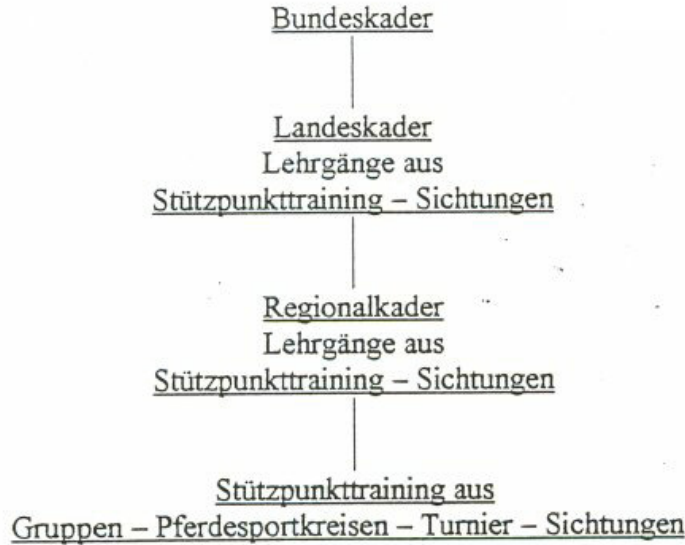 Bundeskader
Landeskader
Lehrgänge aus
Stützpunkttraining – Sichtungen
Regionalkader
Lehrgänge aus
Stützpunkttraining – Sichtungen
Stützpunkttraining aus
Gruppen – Pferdesportkreisen – Turnier – Sichtungen